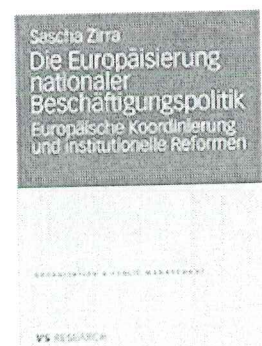 Sascha Zirra
Die Europäisierung
nationaler
Beschäftigungspolitik
Europäische Koordinierung
und institutionelle Reformen
ORGANISATION & PUBLIC MANAGEMENT
VS RESEARCH